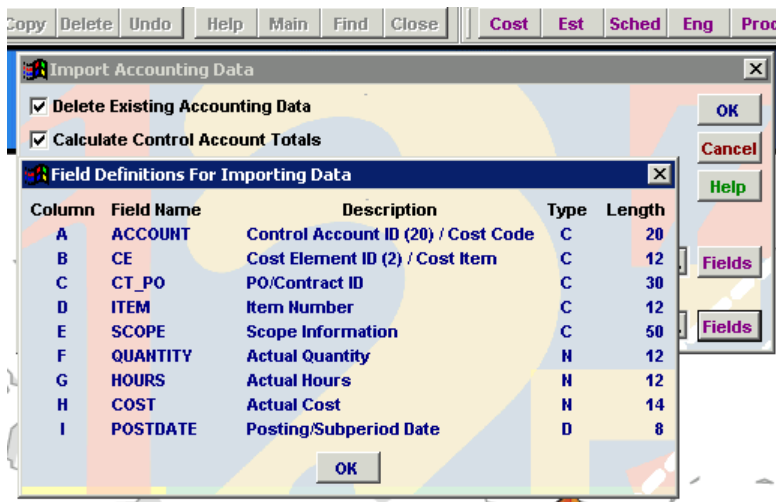 Copy Delete Undo Help Main Find Close Cost Est Sched Eng Proc
Import Accounting Data
Delete Existing Accounting Data
OK
Calculate Control Account Totals
Cancel
Field Definitions For Importing Data
Help
Column Field Name Description Type Length
A ACCOUNT Control Account ID (20) / Cost Code C 20
B CE Cost Element ID (2) / Cost Item C 12
Fields
C CT_PO PO/Contract ID C 30
D ITEM Item Number C 12
E SCOPE Scope Information C 50
Fields
F QUANTITY Actual Quantity N 12
G HOURS Actual Hours N 12
H COST Actual Cost N 14
I POSTDATE Posting/Subperiod Date D 8
OK